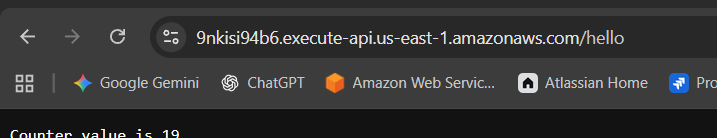 9nkisi94b6.execute-api.us-east-1.amazonaws.com/hello
Google Gemini ChatGPT Amazon Web Servic... Atlassian Home Pro
Counter value is 19